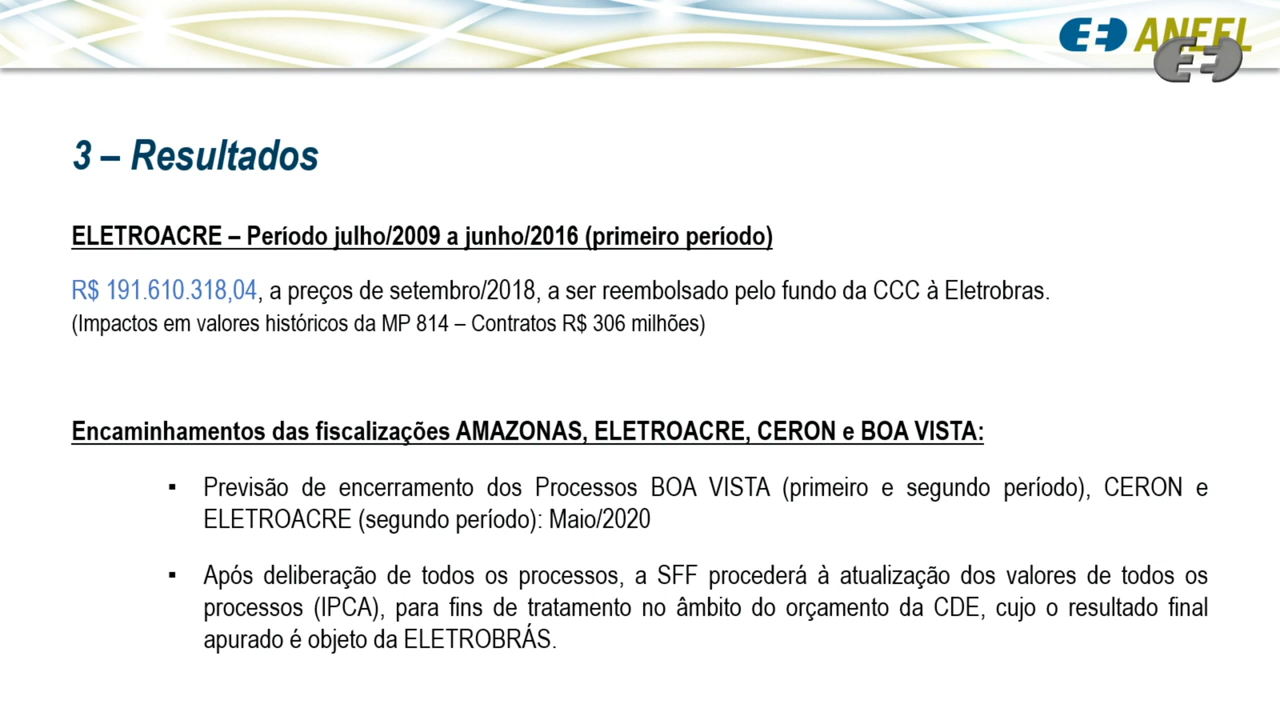 ANEEL
3 – Resultados
ELETROACRE – Período julho/2009 a junho/2016 (primeiro período)
R$ 191.610.318,04, a preços de setembro/2018, a ser reembolsado pelo fundo da CCC à Eletrobras.
(Impactos em valores históricos da MP 814 – Contratos R$ 306 milhões)
Encaminhamentos das fiscalizações AMAZONAS, ELETROACRE, CERON e BOA VISTA:
▪ Previsão de encerramento dos Processos BOA VISTA (primeiro e segundo período), CERON e
ELETROACRE (segundo período): Maio/2020
▪ Após deliberação de todos os processos, a SFF procederá à atualização dos valores de todos os
processos (IPCA), para fins de tratamento no âmbito do orçamento da CDE, cujo o resultado final
apurado é objeto da ELETROBRÁS.